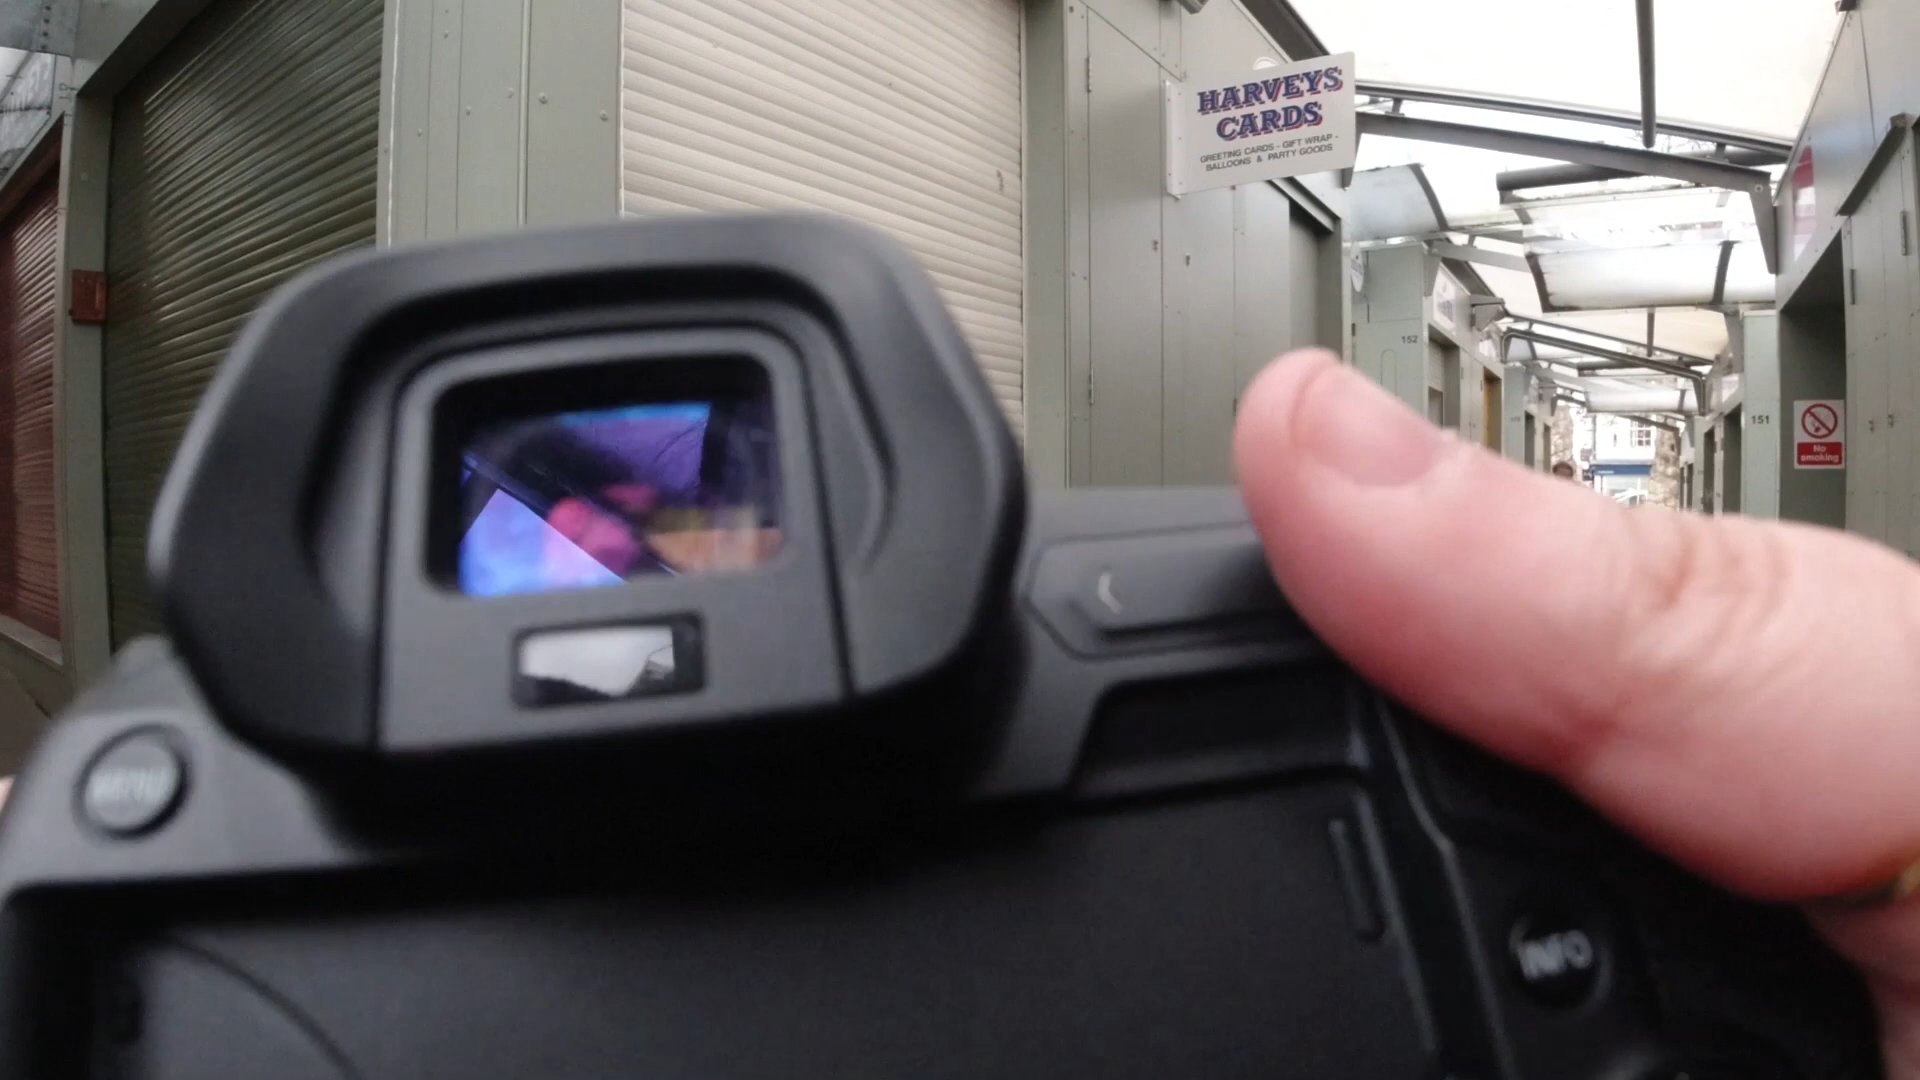 HARVEYS
CARDS
GREETING CARDS - GIFT WRAP -
BALLOONS & PARTY GOODS
152
151
No
smoking
MENU
INFO